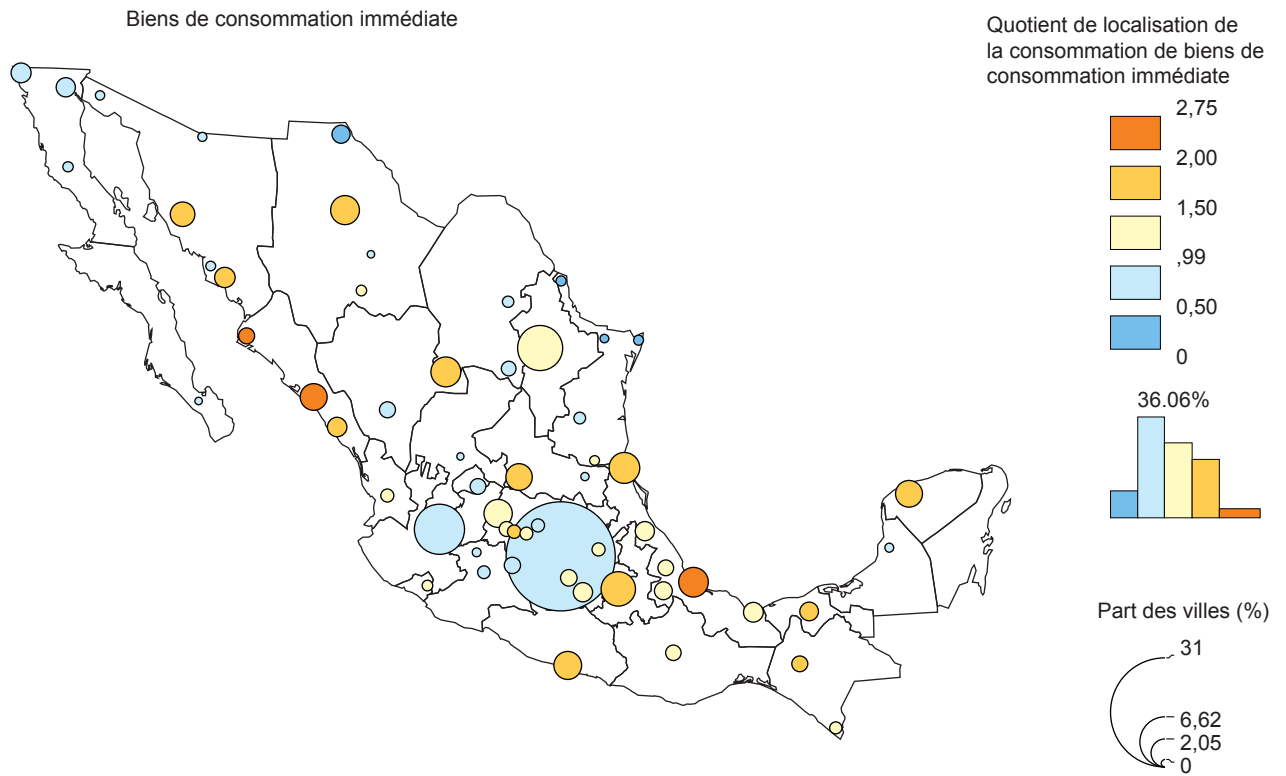 Biens de consommation immédiate
Quotient de localisation de
la consommation de biens de
consommation immédiate
2,75
2,00
1,50
,99
0,50
0
36.06%
Part des villes (%)
31
6,62
2,05
0